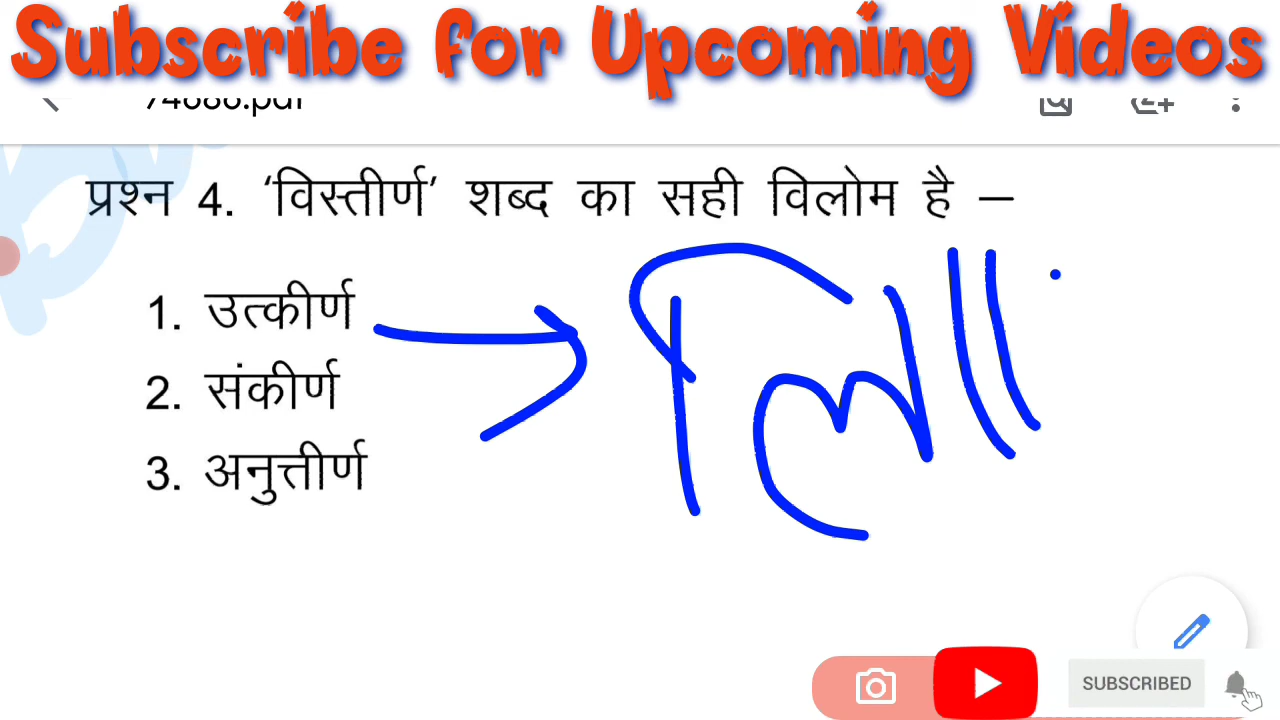 Subscribe for Upcoming Videos
प्रश्न 4. 'विस्तीर्ण' शब्द का सही विलोम है –
1. उत्कीर्ण
2. संकीर्ण
3. अनुत्तीर्ण
SUBSCRIBED